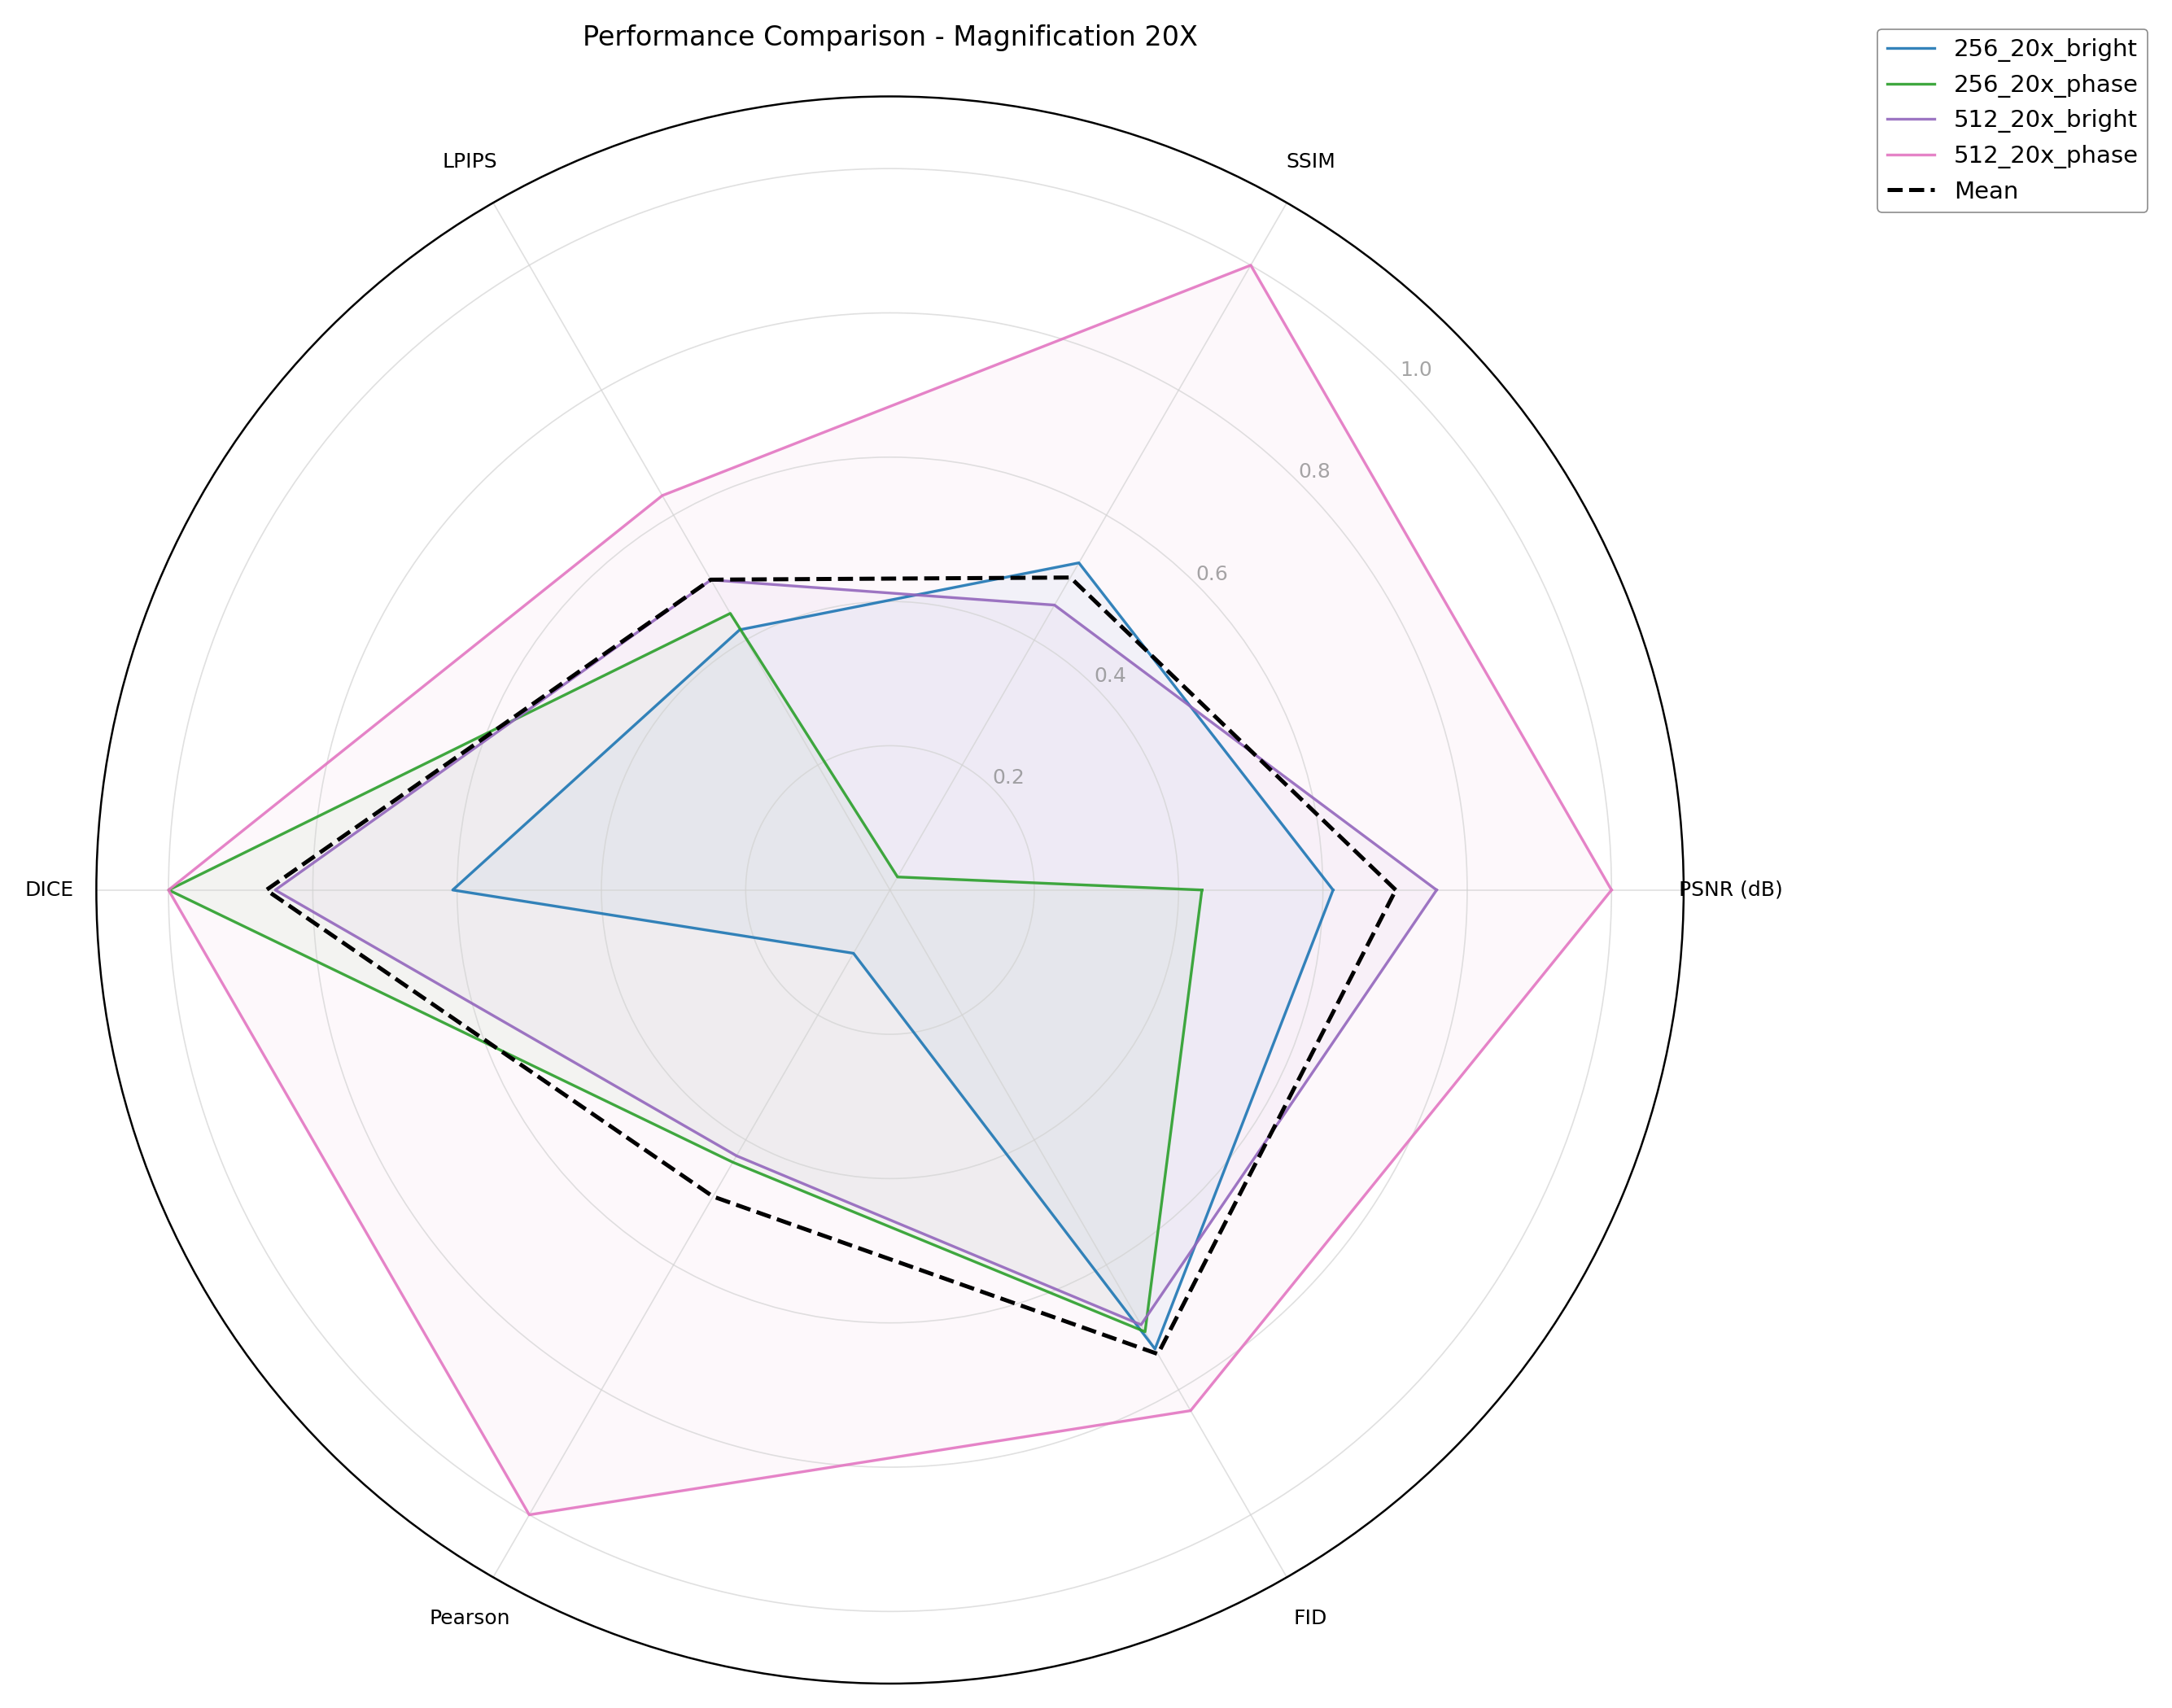 Performance Comparison - Magnification 20X
256_20x_bright
256_20x_phase
512_20x_bright
512_20x_phase
Mean
LPIPS
SSIM
1.0
0.8
0.6
0.4
0.2
DICE
PSNR (dB)
Pearson
FID